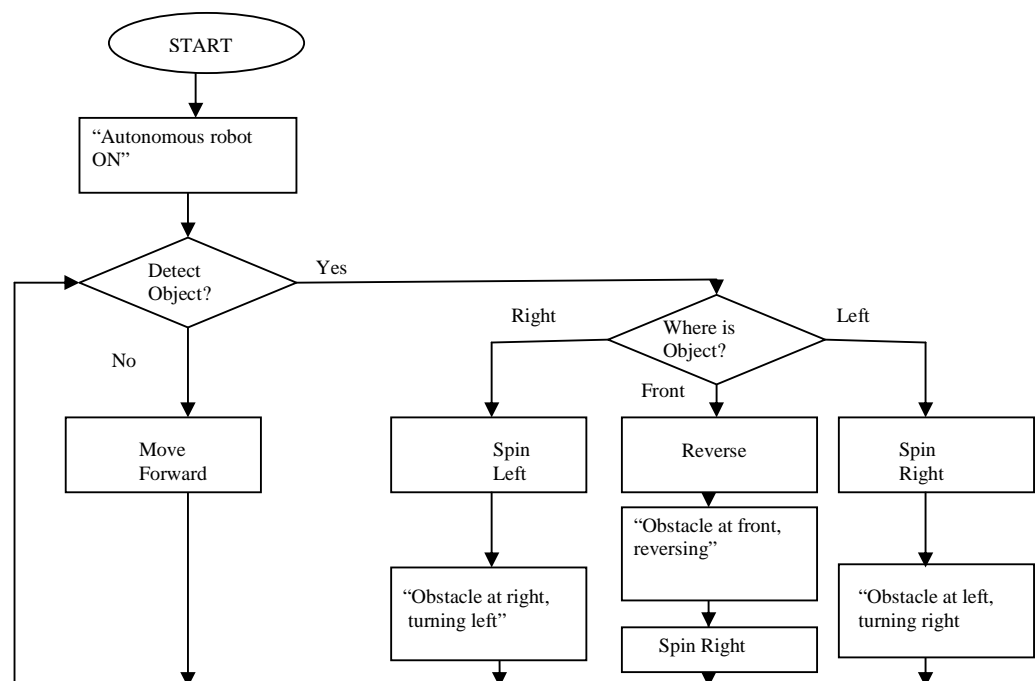 START
“Autonomous robot
ON”
Detect
Object?
Yes
No
Move
Forward
Where is
Object?
Right
Left
Front
Spin
Left
Reverse
Spin
Right
“Obstacle at front,
reversing”
“Obstacle at right,
turning left”
Spin Right
“Obstacle at left,
turning right